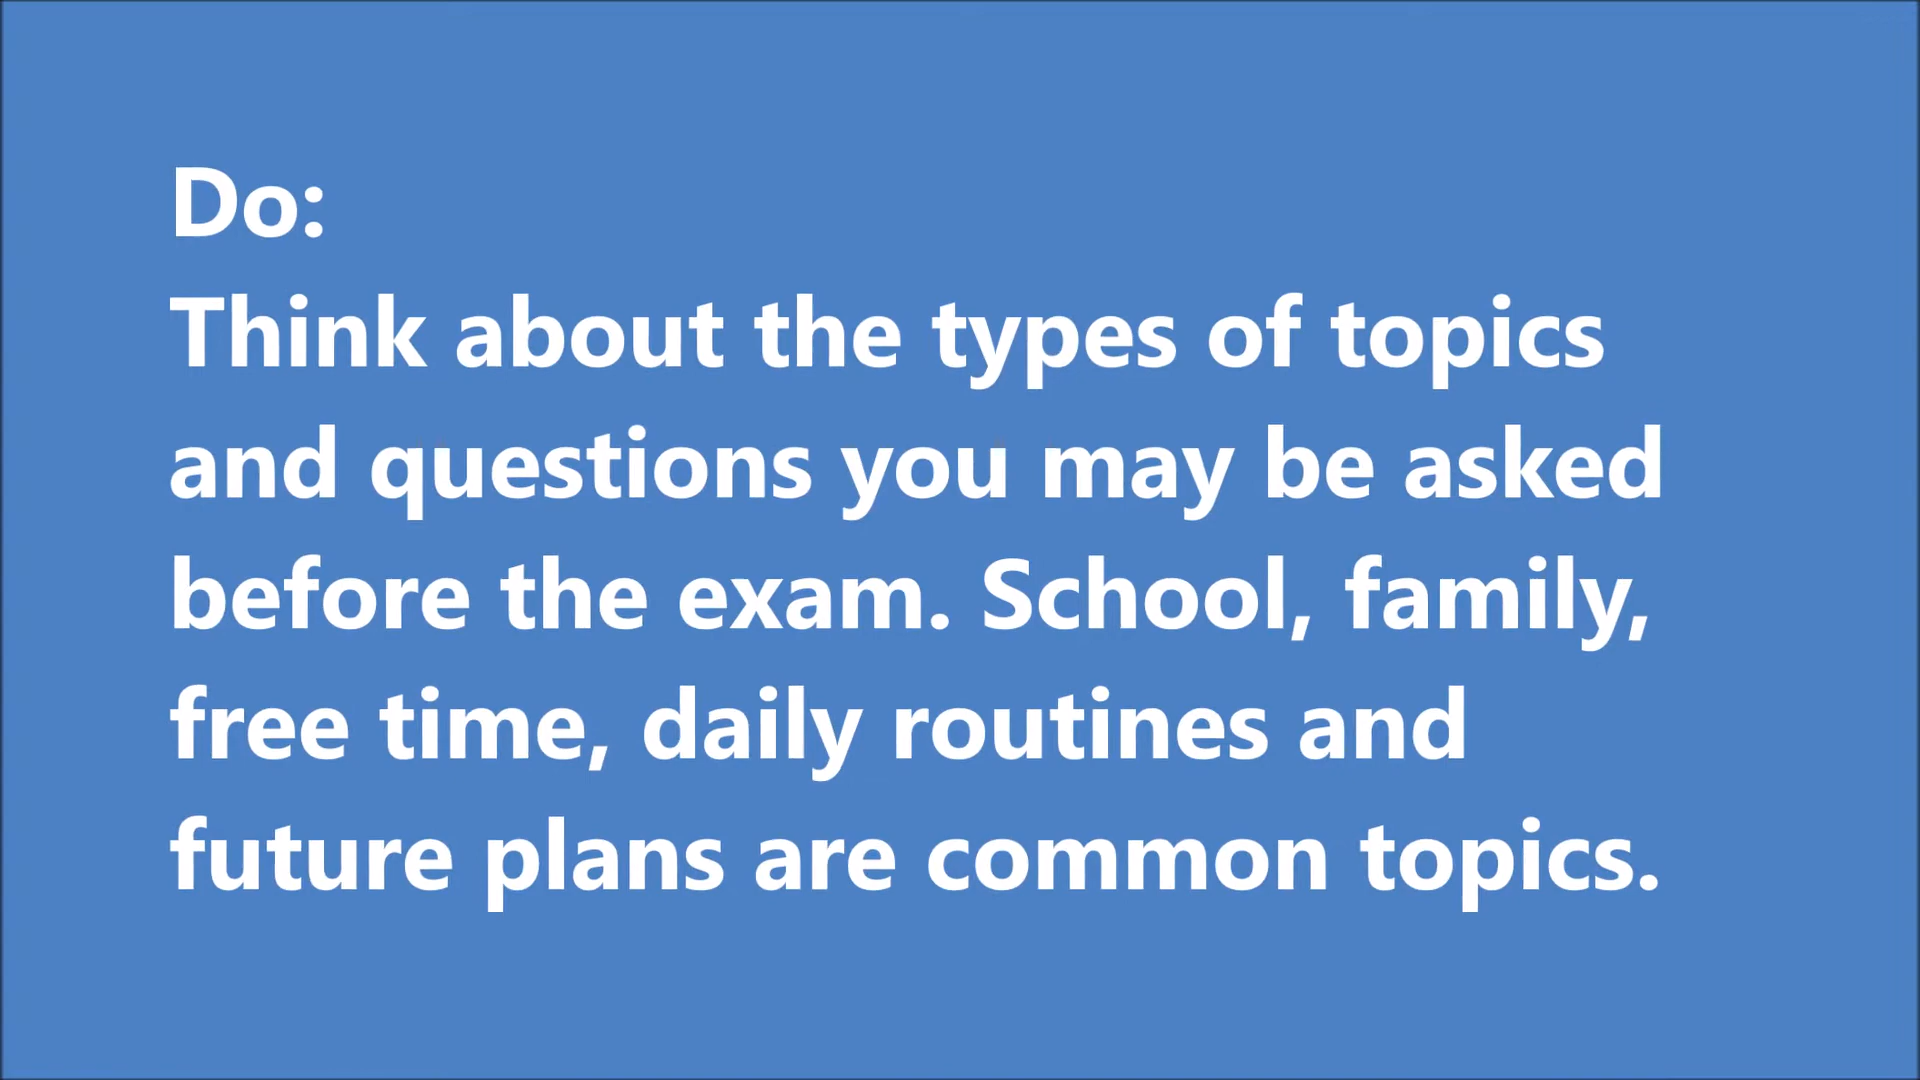 Do:
Think about the types of topics
and questions you may be asked
before the exam. School, family,
free time, daily routines and
future plans are common topics.